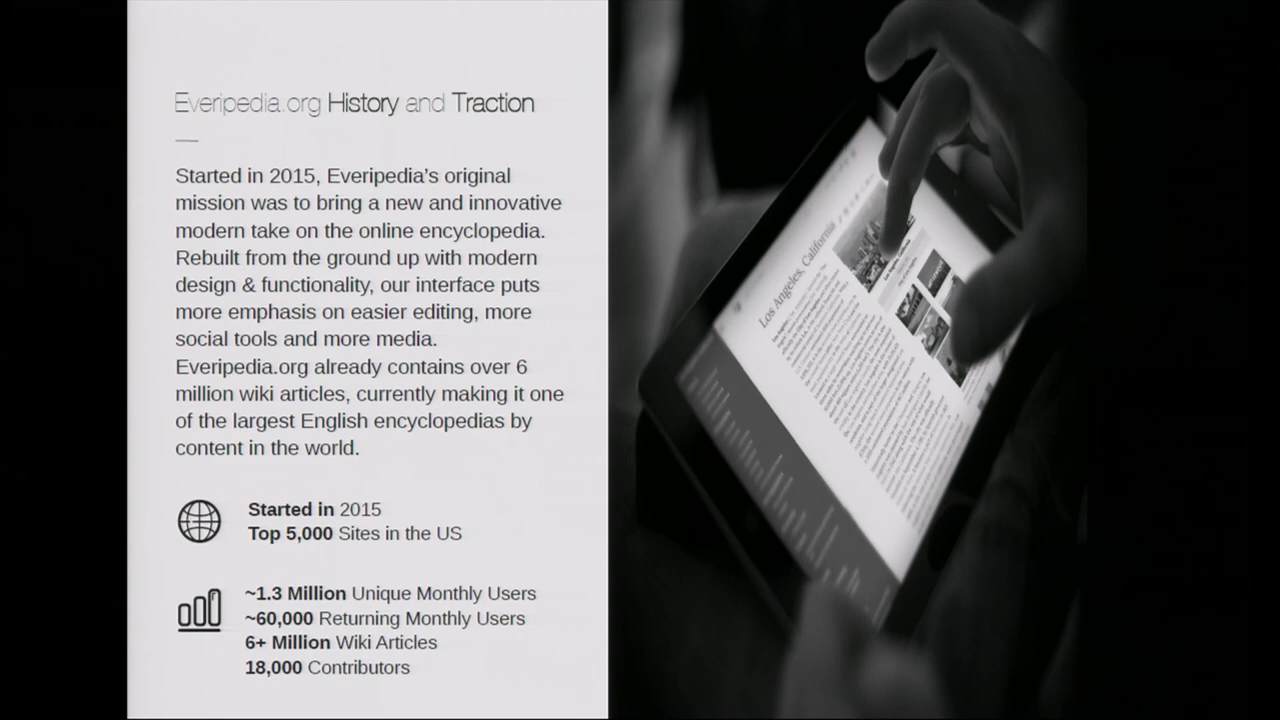 Everipedia.org History and Traction
Started in 2015, Everipedia’s original
mission was to bring a new and innovative
modern take on the online encyclopedia.
Rebuilt from the ground up with modern
design & functionality, our interface puts
more emphasis on easier editing, more
social tools and more media.
Everipedia.org already contains over 6
million wiki articles, currently making it one
of the largest English encyclopedias by
content in the world.
Started in 2015
Top 5,000 Sites in the US
~1.3 Million Unique Monthly Users
~60,000 Returning Monthly Users
6+ Million Wiki Articles
18,000 Contributors
Los Angeles, California